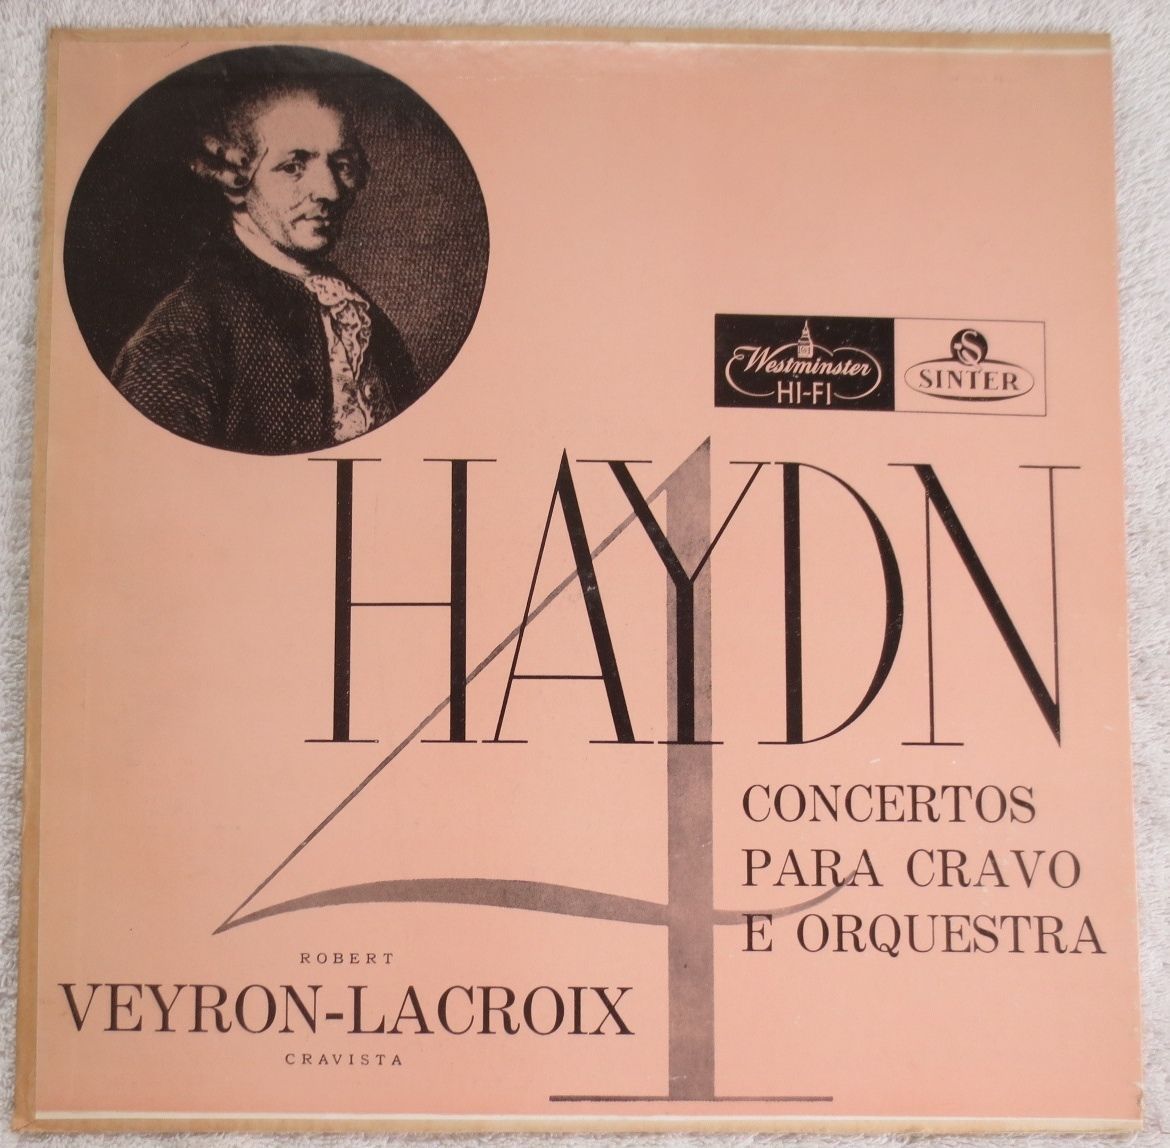 Westminster
HI-FI
S
SINTER
HAYDN
4
CONCERTOS
PARA CRAVO
E ORQUESTRA
ROBERT
VEYRON-LACROIX
CRAVISTA